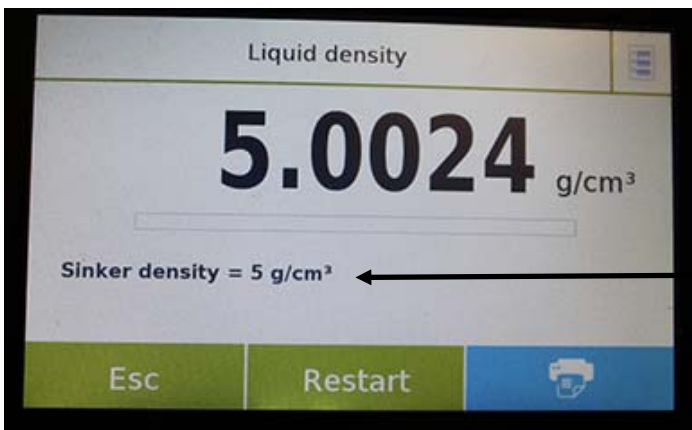 Liquid density
5.0024 g/cm³
Sinker density = 5 g/cm³
Esc Restart